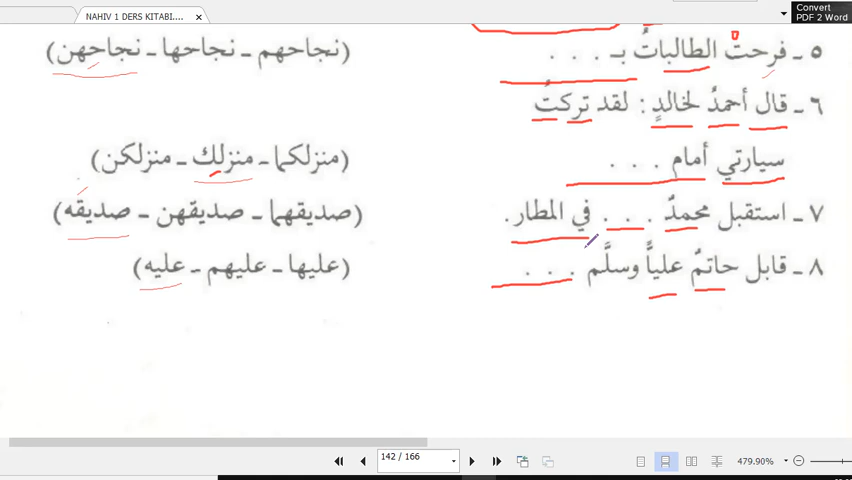 NAHIV 1 DERS KITABI....
×
Convert
PDF 2 Word
٥ ـ فرحتْ الطالباتُ بـ . . . (نجاحهم ـ نجاحها ـ نجاحهن)
٦ ـ قال أحمدُ لخالدٍ : لقد تركتُ
سيارتي أمام . . . (منزلكما ـ منزلك ـ منزلكن)
٧ ـ استقبل محمدٌ . . . في المطار . (صديقهما ـ صديقهن ـ صديقه)
٨ ـ قابل حاتمٌ علياًّ وسلَّم . . . (عليها ـ عليهم ـ عليه)
142 / 166
479.90%